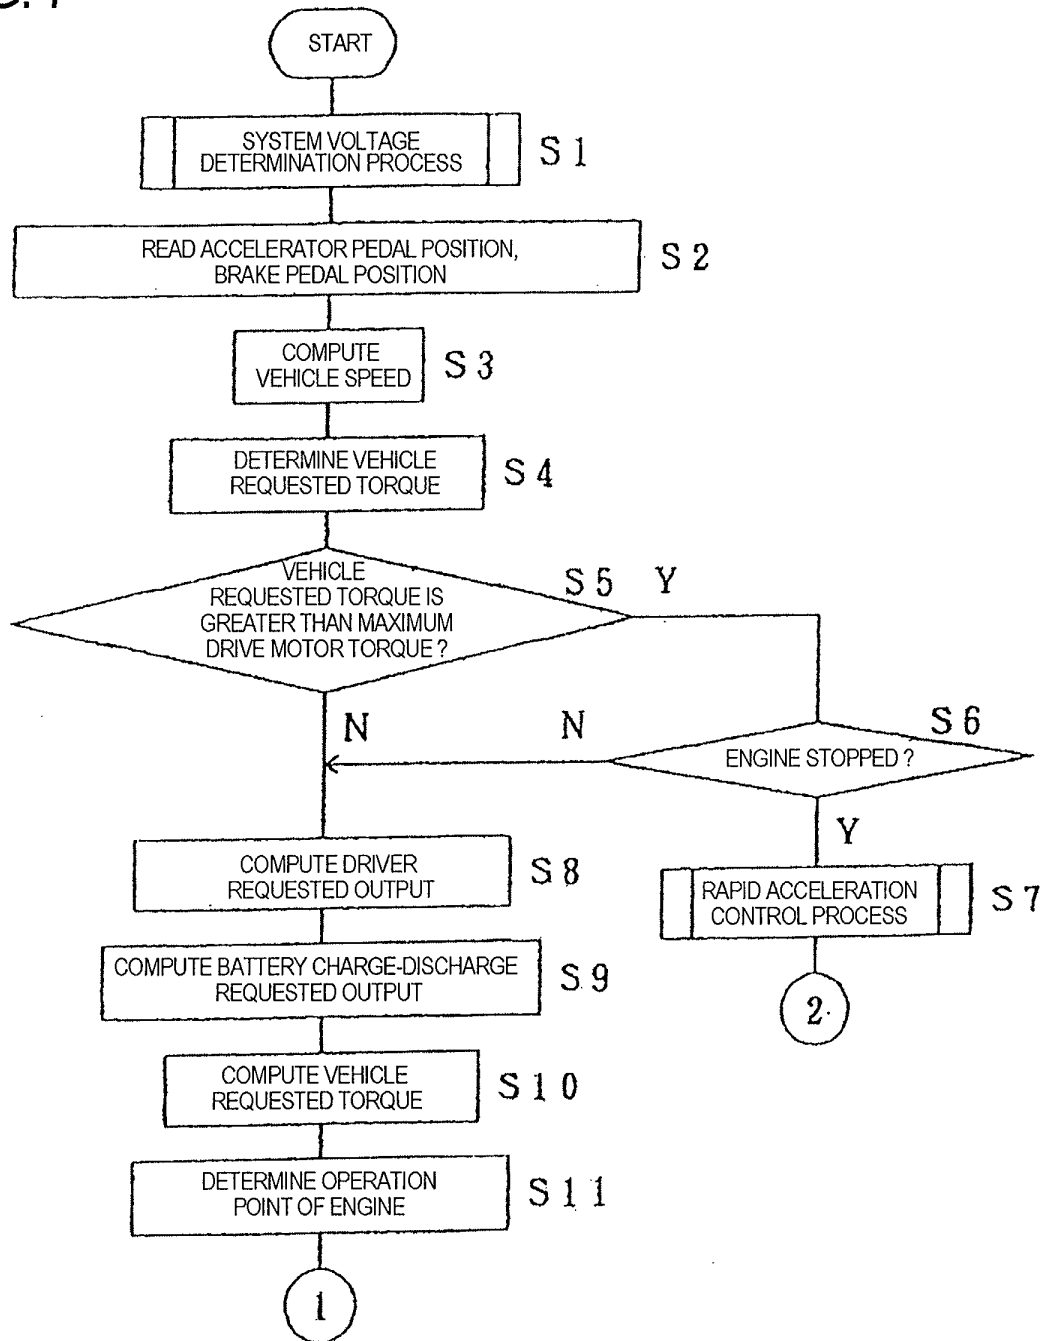 START
SYSTEM VOLTAGE
DETERMINATION PROCESS
S1
READ ACCELERATOR PEDAL POSITION,
BRAKE PEDAL POSITION
S2
COMPUTE
VEHICLE SPEED
S3
DETERMINE VEHICLE
REQUESTED TORQUE
S4
VEHICLE
REQUESTED TORQUE IS
GREATER THAN MAXIMUM
DRIVE MOTOR TORQUE ?
S5
Y
N
N
S6
ENGINE STOPPED ?
Y
RAPID ACCELERATION
CONTROL PROCESS
S7
2
COMPUTE DRIVER
REQUESTED OUTPUT
S8
COMPUTE BATTERY CHARGE-DISCHARGE
REQUESTED OUTPUT
S9
COMPUTE VEHICLE
REQUESTED TORQUE
S10
DETERMINE OPERATION
POINT OF ENGINE
S11
1